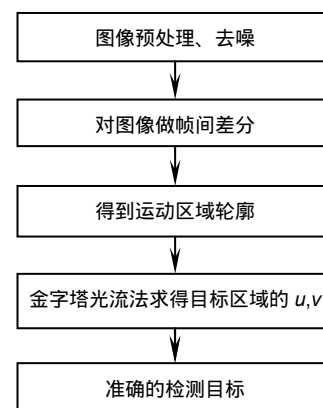 图像预处理、去噪
对图像做帧间差分
得到运动区域轮廓
金字塔光流法求得目标区域的 u,v
准确的检测目标